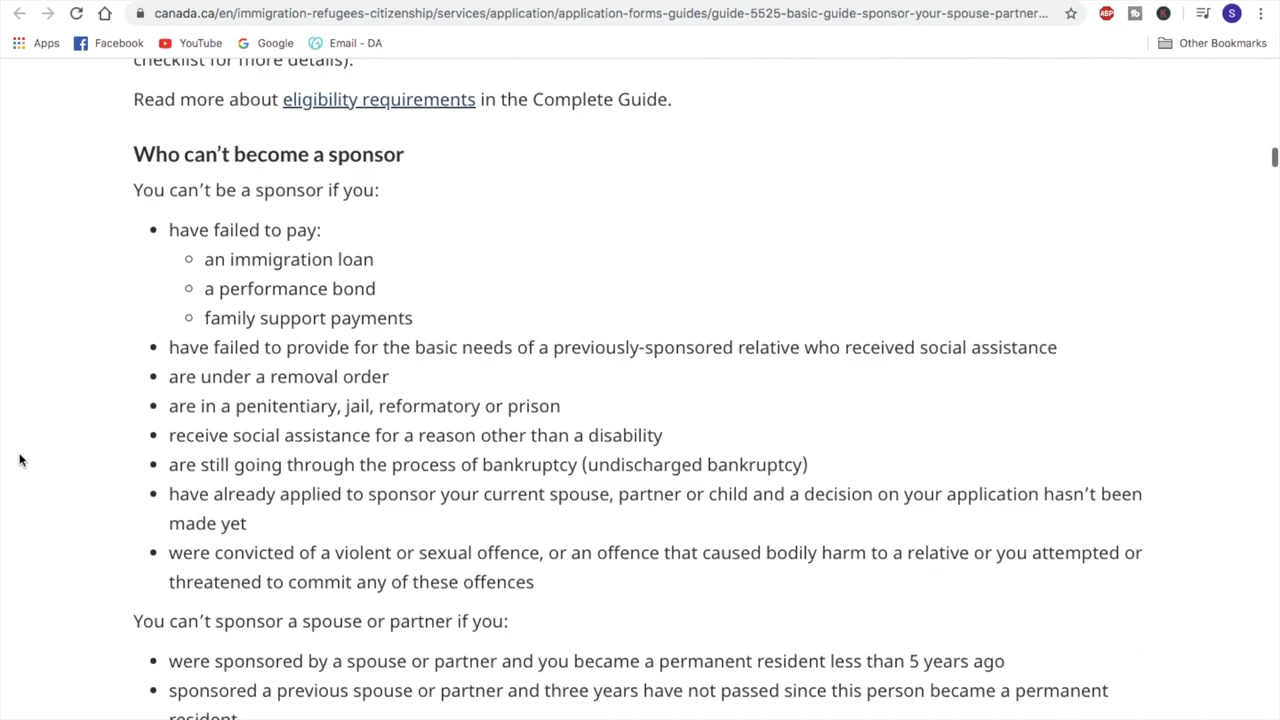 canada.ca/en/immigration-refugees-citizenship/services/application/application-forms-guides/guide-5525-basic-guide-sponsor-your-spouse-partner...
ABP
S
Apps
Facebook
YouTube
Google
Email - DA
Other Bookmarks
checklist for more details).
Read more about eligibility requirements in the Complete Guide.
Who can’t become a sponsor
You can’t be a sponsor if you:
• have failed to pay:
○ an immigration loan
○ a performance bond
○ family support payments
• have failed to provide for the basic needs of a previously-sponsored relative who received social assistance
• are under a removal order
• are in a penitentiary, jail, reformatory or prison
• receive social assistance for a reason other than a disability
• are still going through the process of bankruptcy (undischarged bankruptcy)
• have already applied to sponsor your current spouse, partner or child and a decision on your application hasn’t been
made yet
• were convicted of a violent or sexual offence, or an offence that caused bodily harm to a relative or you attempted or
threatened to commit any of these offences
You can’t sponsor a spouse or partner if you:
• were sponsored by a spouse or partner and you became a permanent resident less than 5 years ago
• sponsored a previous spouse or partner and three years have not passed since this person became a permanent
resident